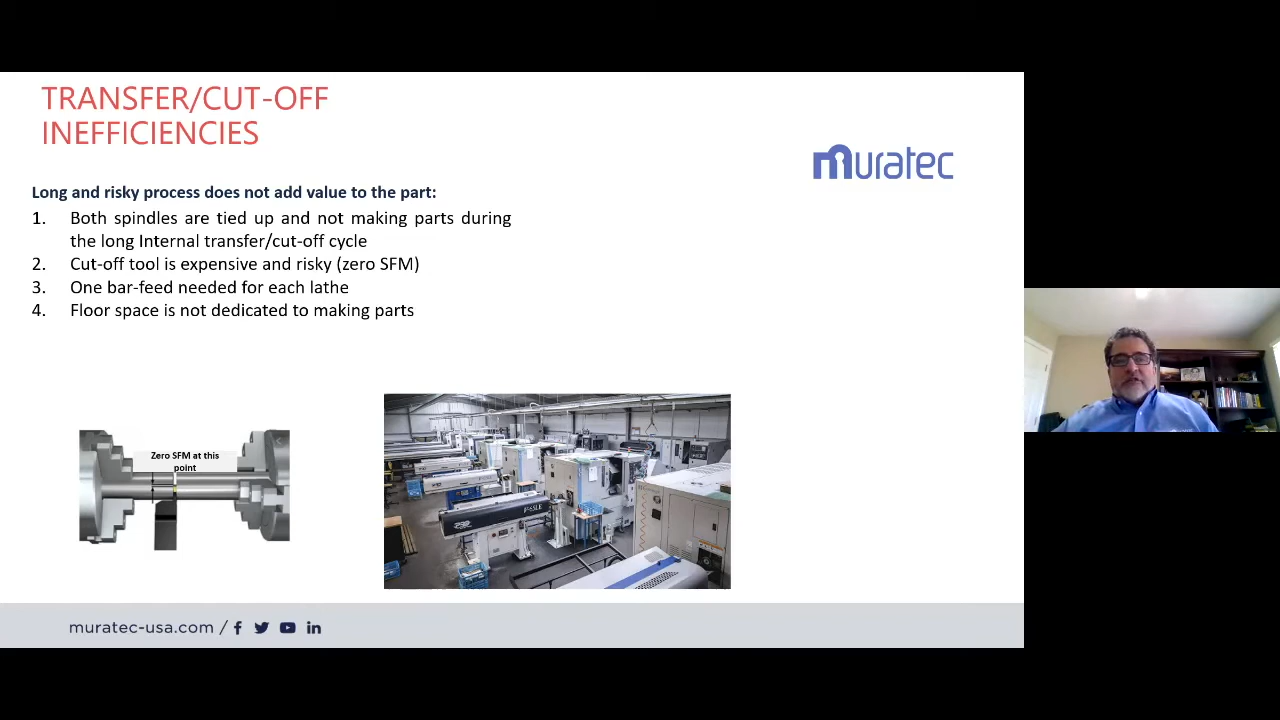 TRANSFER/CUT-OFF
INEFFICIENCIES
muratec
Long and risky process does not add value to the part:
1. Both spindles are tied up and not making parts during
the long Internal transfer/cut-off cycle
2. Cut-off tool is expensive and risky (zero SFM)
3. One bar-feed needed for each lathe
4. Floor space is not dedicated to making parts
Zero SFM at this
point
muratec-usa.com /